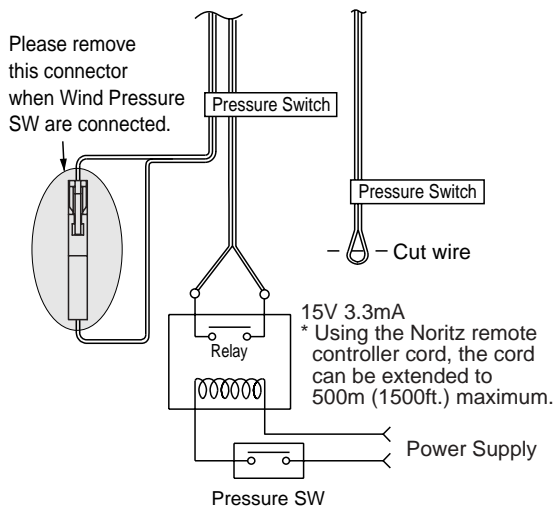 Please remove
this connector
when Wind Pressure
SW are connected.
Pressure Switch
Pressure Switch
Cut wire
15V 3.3mA
* Using the Noritz remote
controller cord, the cord
can be extended to
500m (1500ft.) maximum.
Relay
Power Supply
Pressure SW